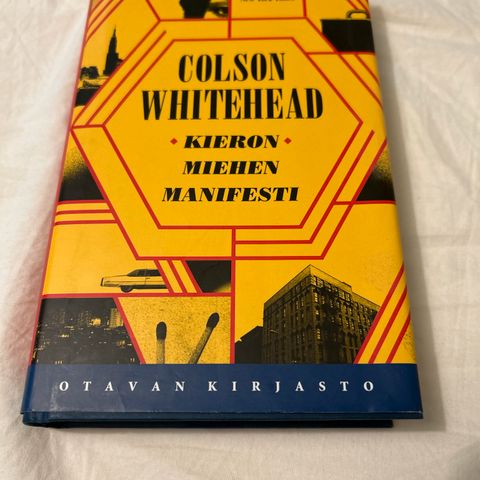 COLSON
WHITEHEAD
KIERON
MIEHEN
MANIFESTI
OTAVAN KIRJASTO